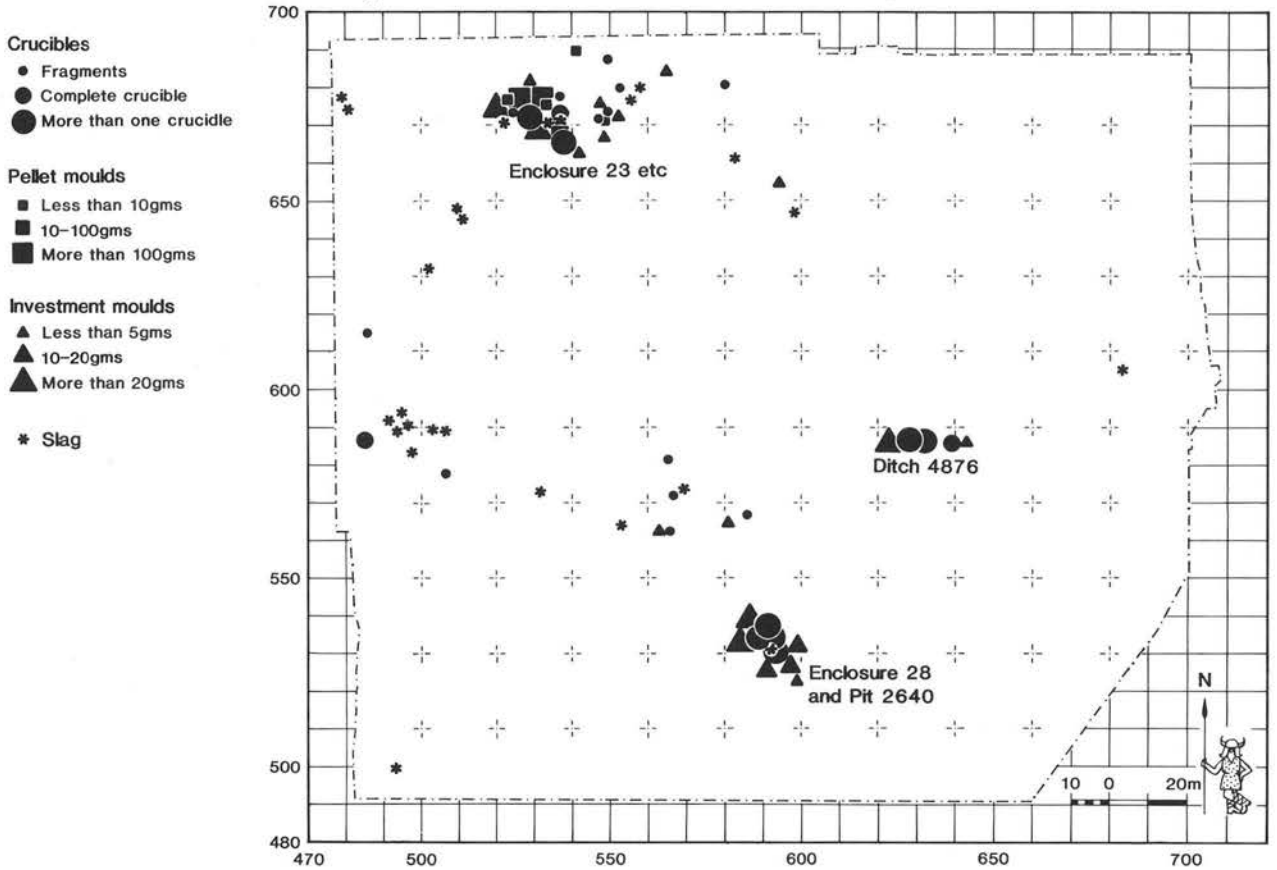 Crucibles
Fragments
Complete crucible
More than one crucidle
Pellet moulds
Less than 10gms
10–100gms
More than 100gms
Investment moulds
Less than 5gms
10–20gms
More than 20gms
Slag
700
650
600
550
500
480
470
500
550
600
650
700
Enclosure 23 etc
Ditch 4876
Enclosure 28
and Pit 2640
N
10 0 20m